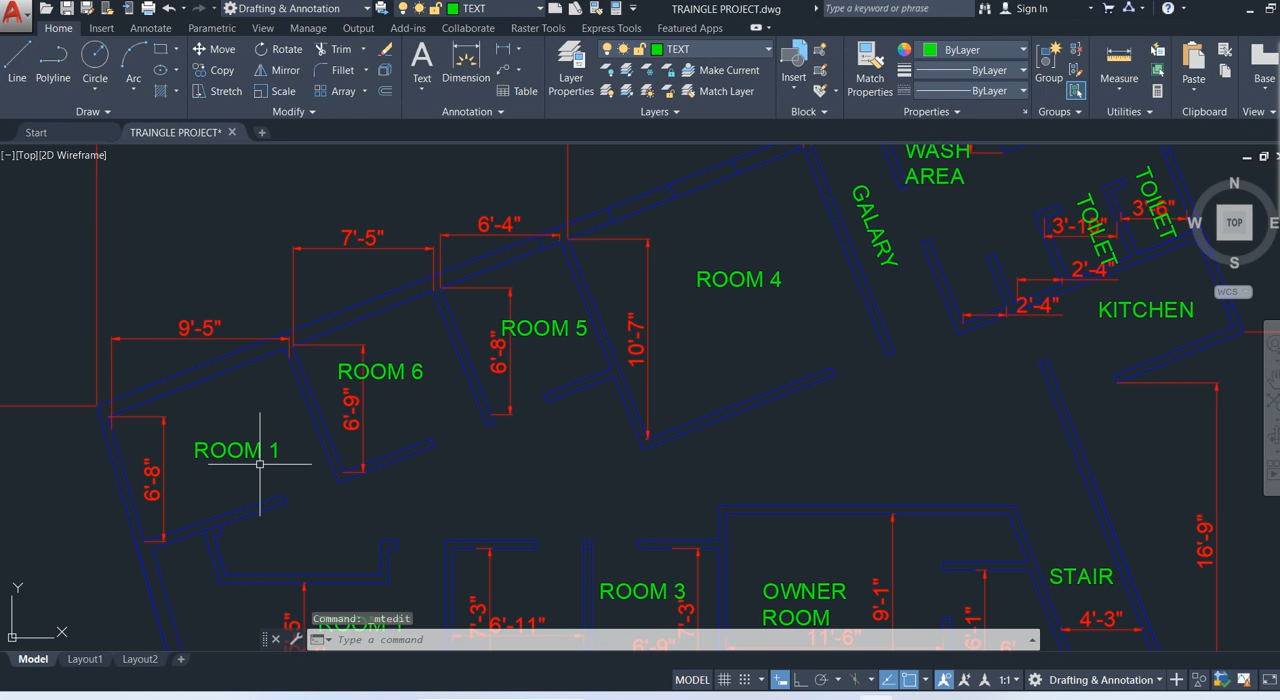 Drafting & Annotation
TEXT
TRAINGLE PROJECT.dwg
Type a keyword or phrase
Sign In
Home Insert Annotate Parametric View Manage Output Add-ins Collaborate Raster Tools Express Tools Featured Apps
Line
Polyline
Circle
Arc
Move
Rotate
Trim
Copy
Mirror
Fillet
Stretch
Scale
Array
Text
Dimension
Table
Layer
Properties
TEXT
Make Current
Match Layer
Insert
Match
Properties
ByLayer
ByLayer
ByLayer
Group
Measure
Paste
Base
Draw
Modify
Annotation
Layers
Block
Properties
Groups
Utilities
Clipboard
View
Start
TRAINGLE PROJECT*
[−][Top][2D Wireframe]
WASH
AREA
TOILET
TOILET
GALARY
N
W
TOP
E
S
WCS
3'-6"
7'-5"
6'-4"
2'-4"
2'-4"
ROOM 4
KITCHEN
9'-5"
ROOM 5
10'-7"
6'-8"
ROOM 6
6'-9"
ROOM 1
6'-8"
16'-9"
STAIR
ROOM 3
OWNER
ROOM
9'-1"
4'-3"
7'-3"
6'-11"
7'-3"
11'-6"
6'-1"
Command: _mtedit
Type a command
Y
X
Model
Layout1
Layout2
MODEL
1:1
Drafting & Annotation